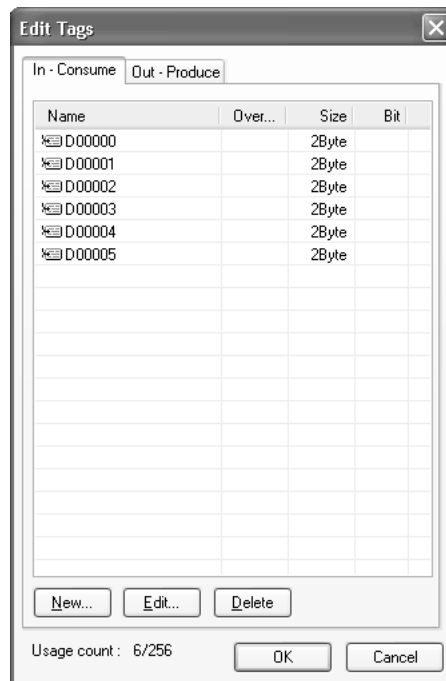 Edit Tags
In - Consume Out - Produce
Name Over... Size Bit
D00000 2Byte
D00001 2Byte
D00002 2Byte
D00003 2Byte
D00004 2Byte
D00005 2Byte
New... Edit... Delete
Usage count : 6/256 OK Cancel